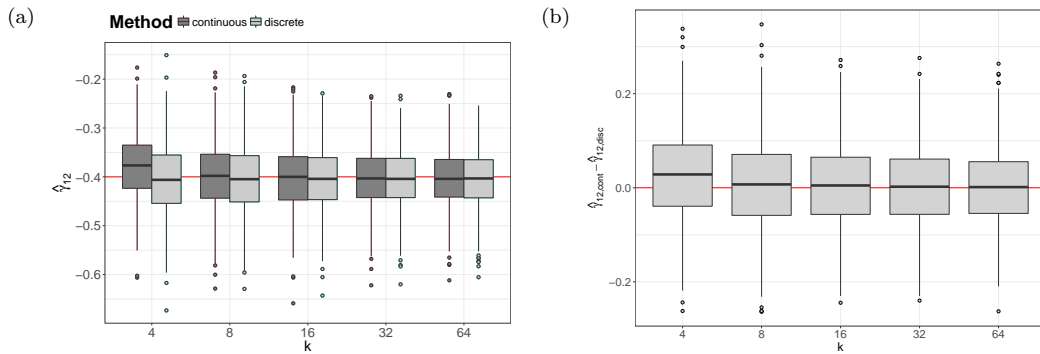 (a)
Method continuous discrete
−0.2
−0.3
−0.4
−0.5
−0.6
γ̂12
4 8 16 32 64
k
(b)
0.2
0.0
−0.2
γ̂12,cont − γ̂12,disc
4 8 16 32 64
k